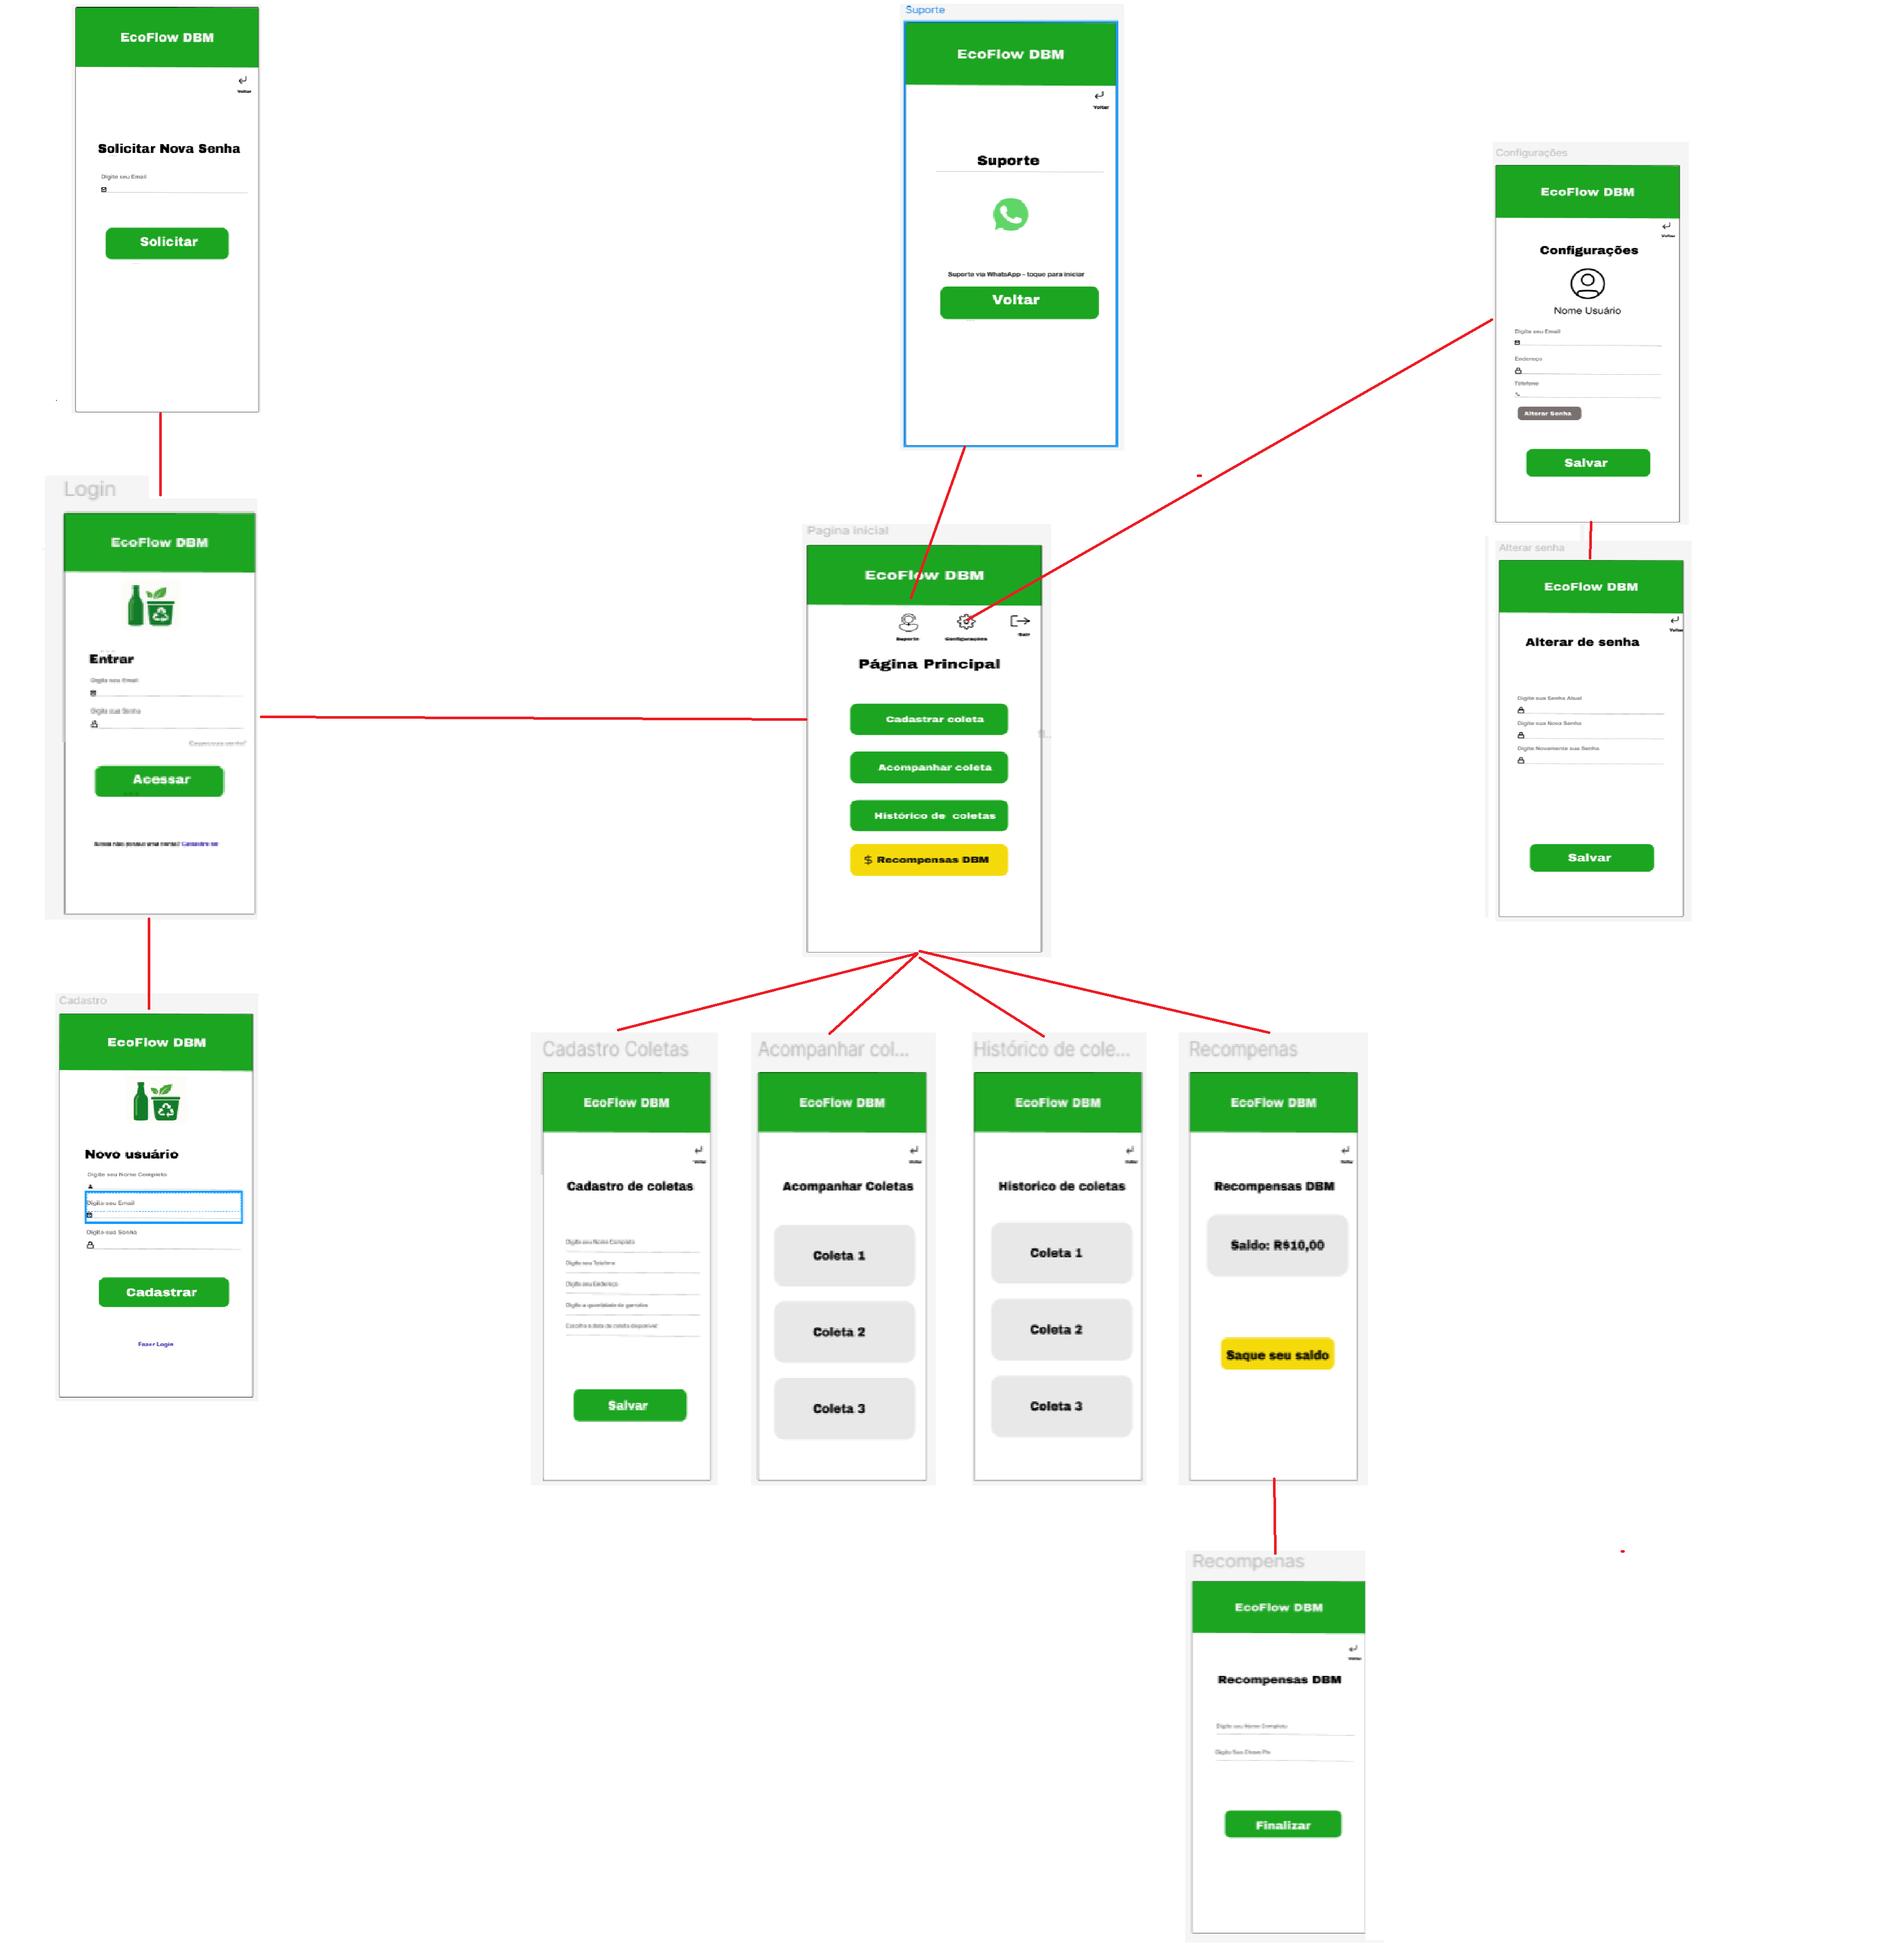 EcoFlow DBM
Voltar
Solicitar Nova Senha
Digite seu Email
Solicitar
Suporte
EcoFlow DBM
Voltar
Suporte
Suporte via WhatsApp - toque para iniciar
Voltar
Configurações
EcoFlow DBM
Voltar
Configurações
Nome Usuário
Digite seu Email
Endereço
Telefone
Alterar Senha
Salvar
Login
EcoFlow DBM
Entrar
Digite seu Email
Digite sua Senha
Acessar
Ainda não possui uma conta? Cadastre-se
Pagina Inicial
EcoFlow DBM
Suporte
Configurações
Sair
Página Principal
Cadastrar coleta
Acompanhar coleta
Histórico de coletas
$ Recompensas DBM
Alterar senha
EcoFlow DBM
Voltar
Alterar de senha
Digite sua Senha Atual
Digite sua Nova Senha
Digite Novamente sua Senha
Salvar
Cadastro
EcoFlow DBM
Novo usuário
Digite seu Nome Completo
Digite seu Email
Digite sua Senha
Cadastrar
Fazer Login
Cadastro Coletas
EcoFlow DBM
Voltar
Cadastro de coletas
Digite seu Nome Completo
Digite seu Telefone
Digite seu Endereço
Digite a quantidade de garrafas
Escolha a data de coleta disponível
Salvar
Acompanhar col...
EcoFlow DBM
Voltar
Acompanhar Coletas
Coleta 1
Coleta 2
Coleta 3
Histórico de cole...
EcoFlow DBM
Voltar
Historico de coletas
Coleta 1
Coleta 2
Coleta 3
Recompenas
EcoFlow DBM
Voltar
Recompensas DBM
Saldo: R$10,00
Saque seu saldo
Recompenas
EcoFlow DBM
Voltar
Recompensas DBM
Digite seu Nome Completo
Digite Sua Chave Pix
Finalizar